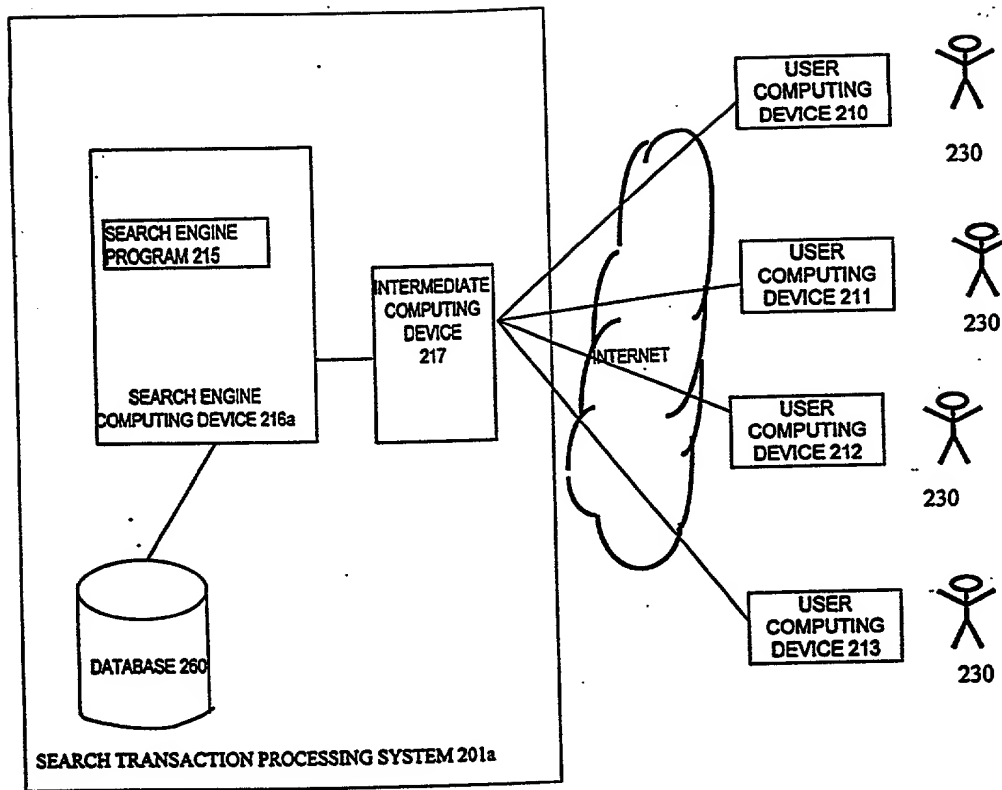 SEARCH ENGINE
PROGRAM 215
SEARCH ENGINE
COMPUTING DEVICE 216a
INTERMEDIATE
COMPUTING
DEVICE
217
DATABASE 260
SEARCH TRANSACTION PROCESSING SYSTEM 201a
INTERNET
USER
COMPUTING
DEVICE 210
230
USER
COMPUTING
DEVICE 211
230
USER
COMPUTING
DEVICE 212
230
USER
COMPUTING
DEVICE 213
230